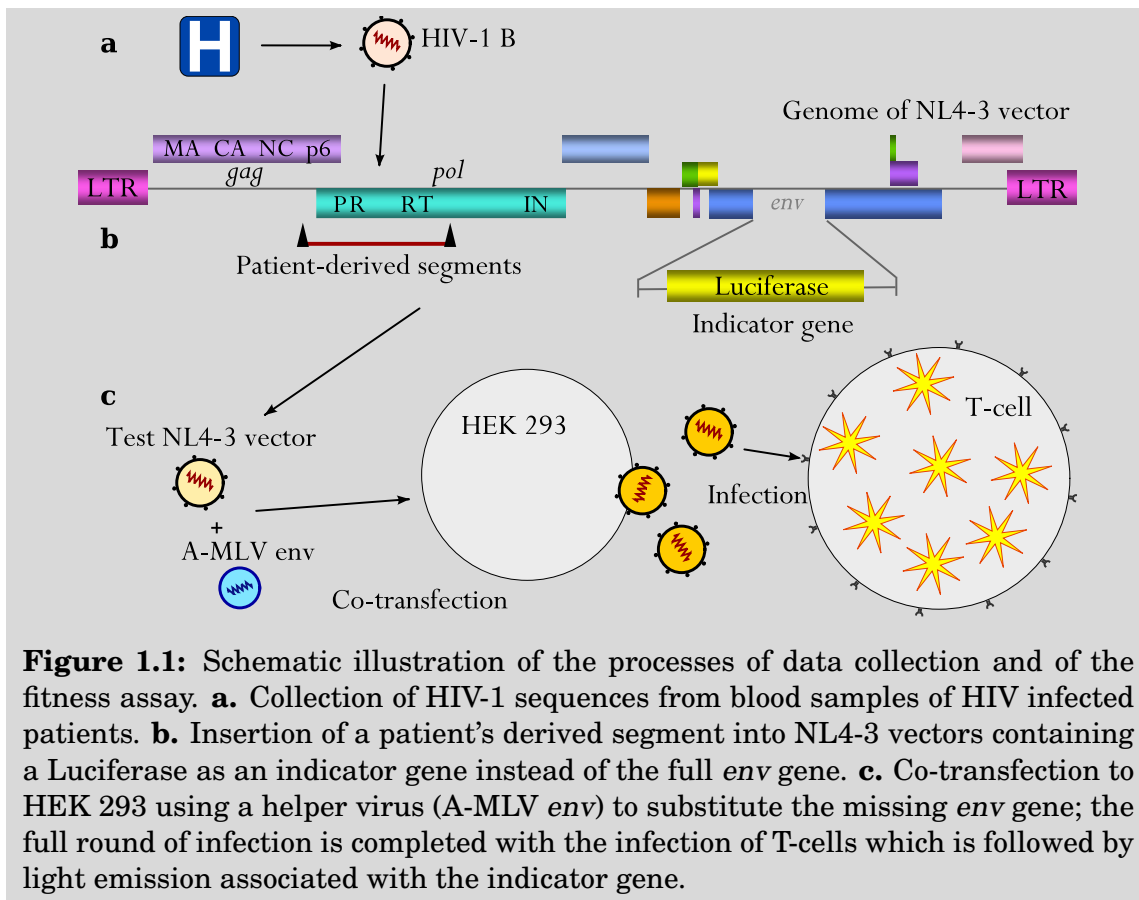 a
H
HIV-1 B
Genome of NL4-3 vector
MA CA NC p6
LTR
gag
pol
LTR
PR RT IN
env
b
Patient-derived segments
Luciferase
Indicator gene
c
HEK 293
T-cell
Test NL4-3 vector
Infection
+
A-MLV env
Co-transfection
Figure 1.1: Schematic illustration of the processes of data collection and of the
fitness assay. a. Collection of HIV-1 sequences from blood samples of HIV infected
patients. b. Insertion of a patient's derived segment into NL4-3 vectors containing
a Luciferase as an indicator gene instead of the full env gene. c. Co-transfection to
HEK 293 using a helper virus (A-MLV env) to substitute the missing env gene; the
full round of infection is completed with the infection of T-cells which is followed by
light emission associated with the indicator gene.